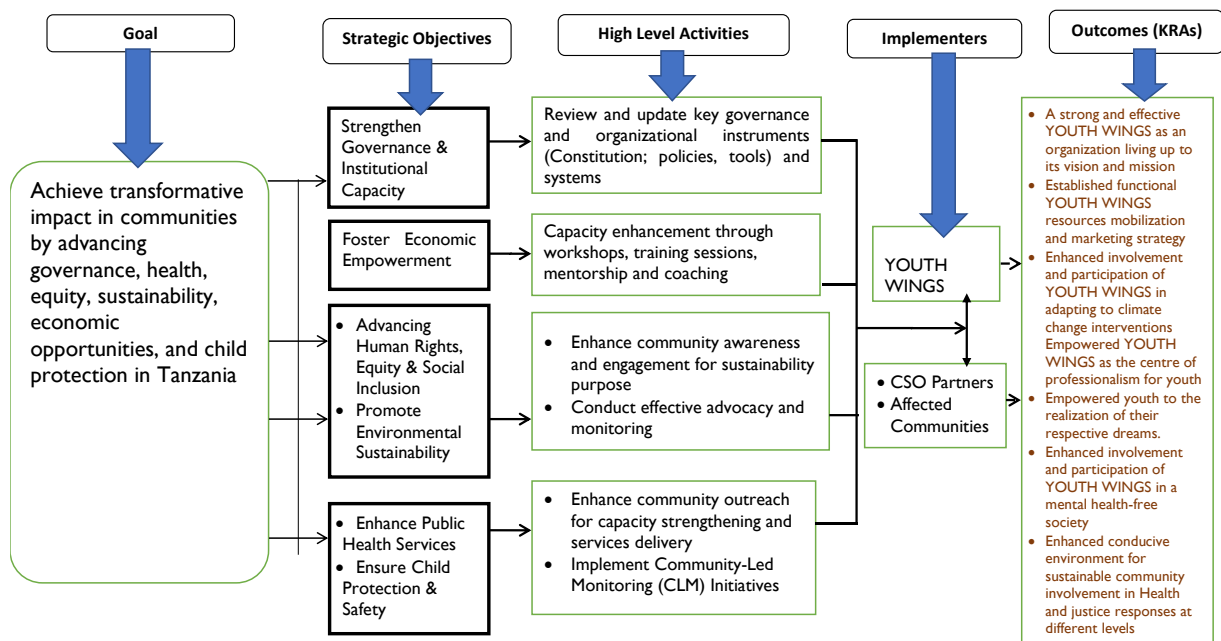 Goal
Strategic Objectives
High Level Activities
Implementers
Outcomes (KRAs)
Achieve transformative
impact in communities
by advancing
governance, health,
equity, sustainability,
economic
opportunities, and child
protection in Tanzania
Strengthen
Governance &
Institutional
Capacity
Foster Economic
Empowerment
• Advancing
Human Rights,
Equity & Social
Inclusion
• Promote
Environmental
Sustainability
• Enhance Public
Health Services
• Ensure Child
Protection &
Safety
Review and update key governance
and organizational instruments
(Constitution; policies, tools) and
systems
Capacity enhancement through
workshops, training sessions,
mentorship and coaching
• Enhance community awareness
and engagement for sustainability
purpose
• Conduct effective advocacy and
monitoring
• Enhance community outreach
for capacity strengthening and
services delivery
• Implement Community-Led
Monitoring (CLM) Initiatives
YOUTH
WINGS
• CSO Partners
• Affected
Communities
• A strong and effective
YOUTH WINGS as an
organization living up to
its vision and mission
• Established functional
YOUTH WINGS
resources mobilization
and marketing strategy
• Enhanced involvement
and participation of
YOUTH WINGS in
adapting to climate
change interventions
Empowered YOUTH
WINGS as the centre of
professionalism for youth
• Empowered youth to the
realization of their
respective dreams.
• Enhanced involvement
and participation of
YOUTH WINGS in a
mental health-free
society
• Enhanced conducive
environment for
sustainable community
involvement in Health
and justice responses at
different levels